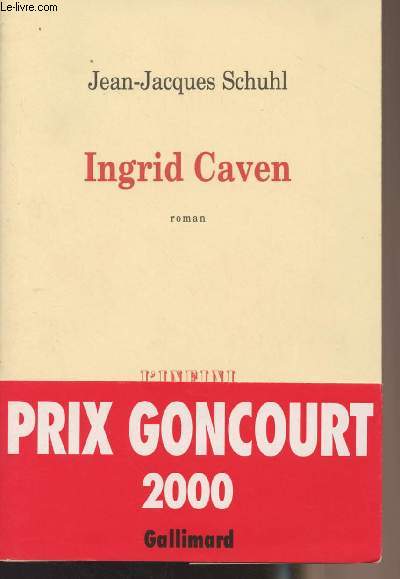 Le-livre.com
Jean-Jacques Schuhl
Ingrid Caven
roman
PRIX GONCOURT
2000
Gallimard